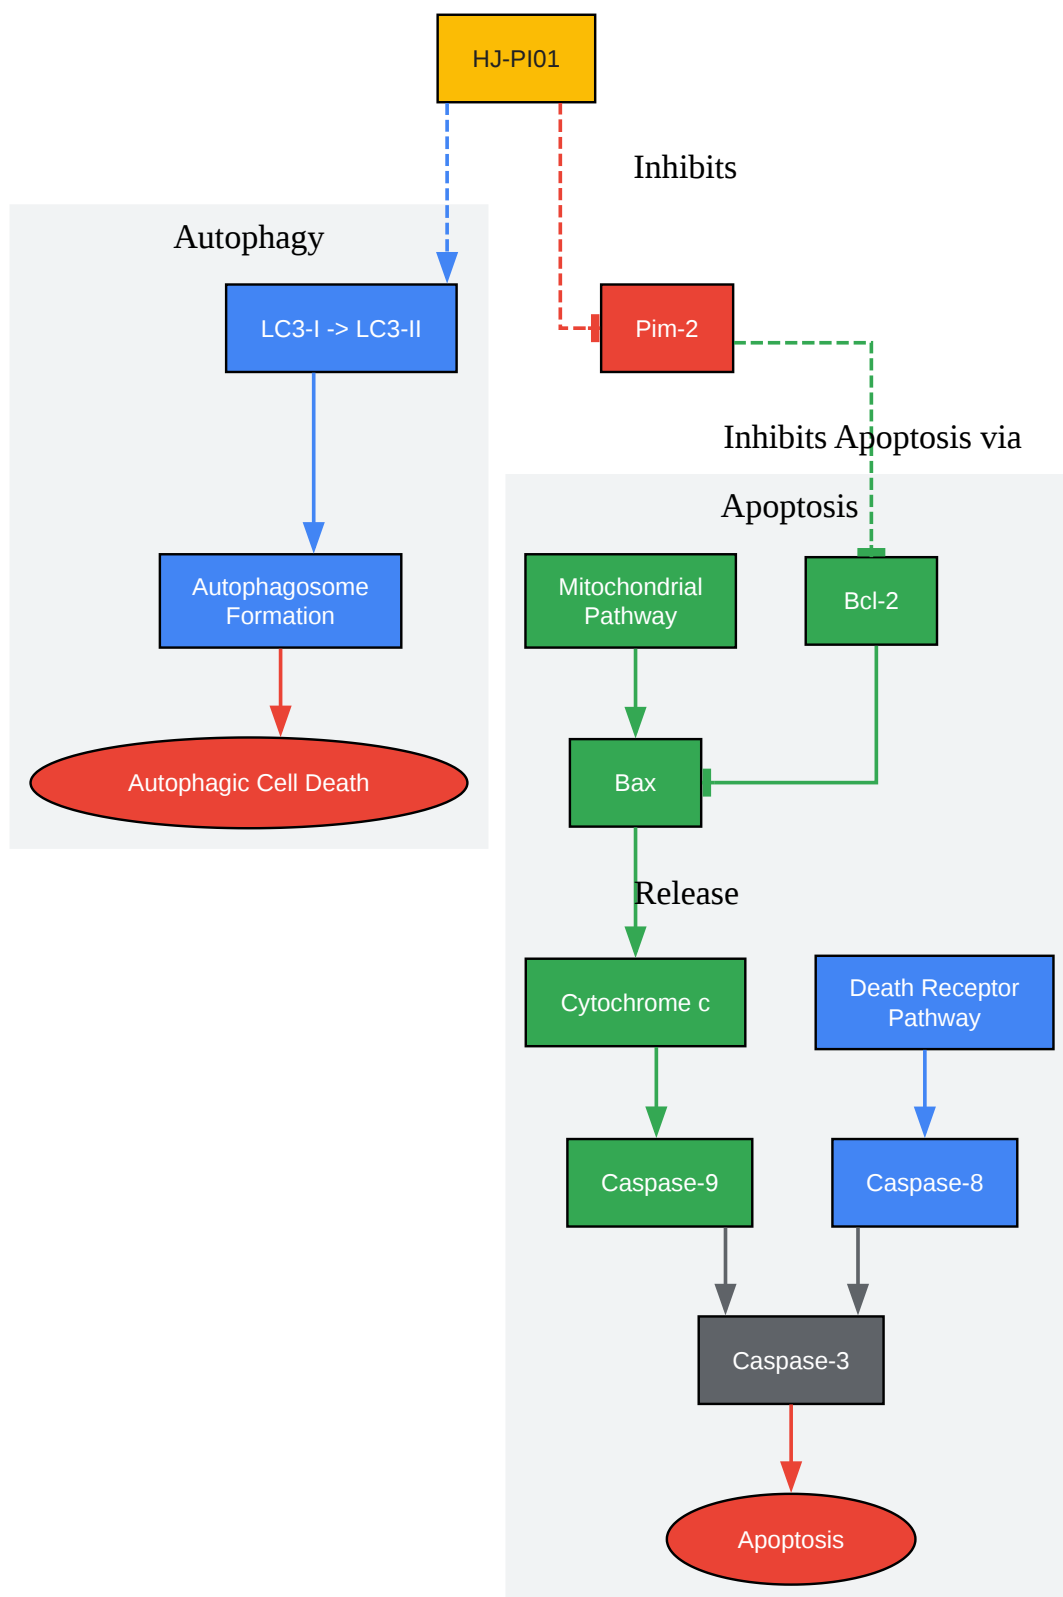 HJ-PI01
Inhibits
Autophagy
LC3-I -> LC3-II
Pim-2
Inhibits Apoptosis via
Apoptosis
Autophagosome
Formation
Mitochondrial
Pathway
Bcl-2
Autophagic Cell Death
Bax
Release
Cytochrome c
Death Receptor
Pathway
Caspase-9
Caspase-8
Caspase-3
Apoptosis